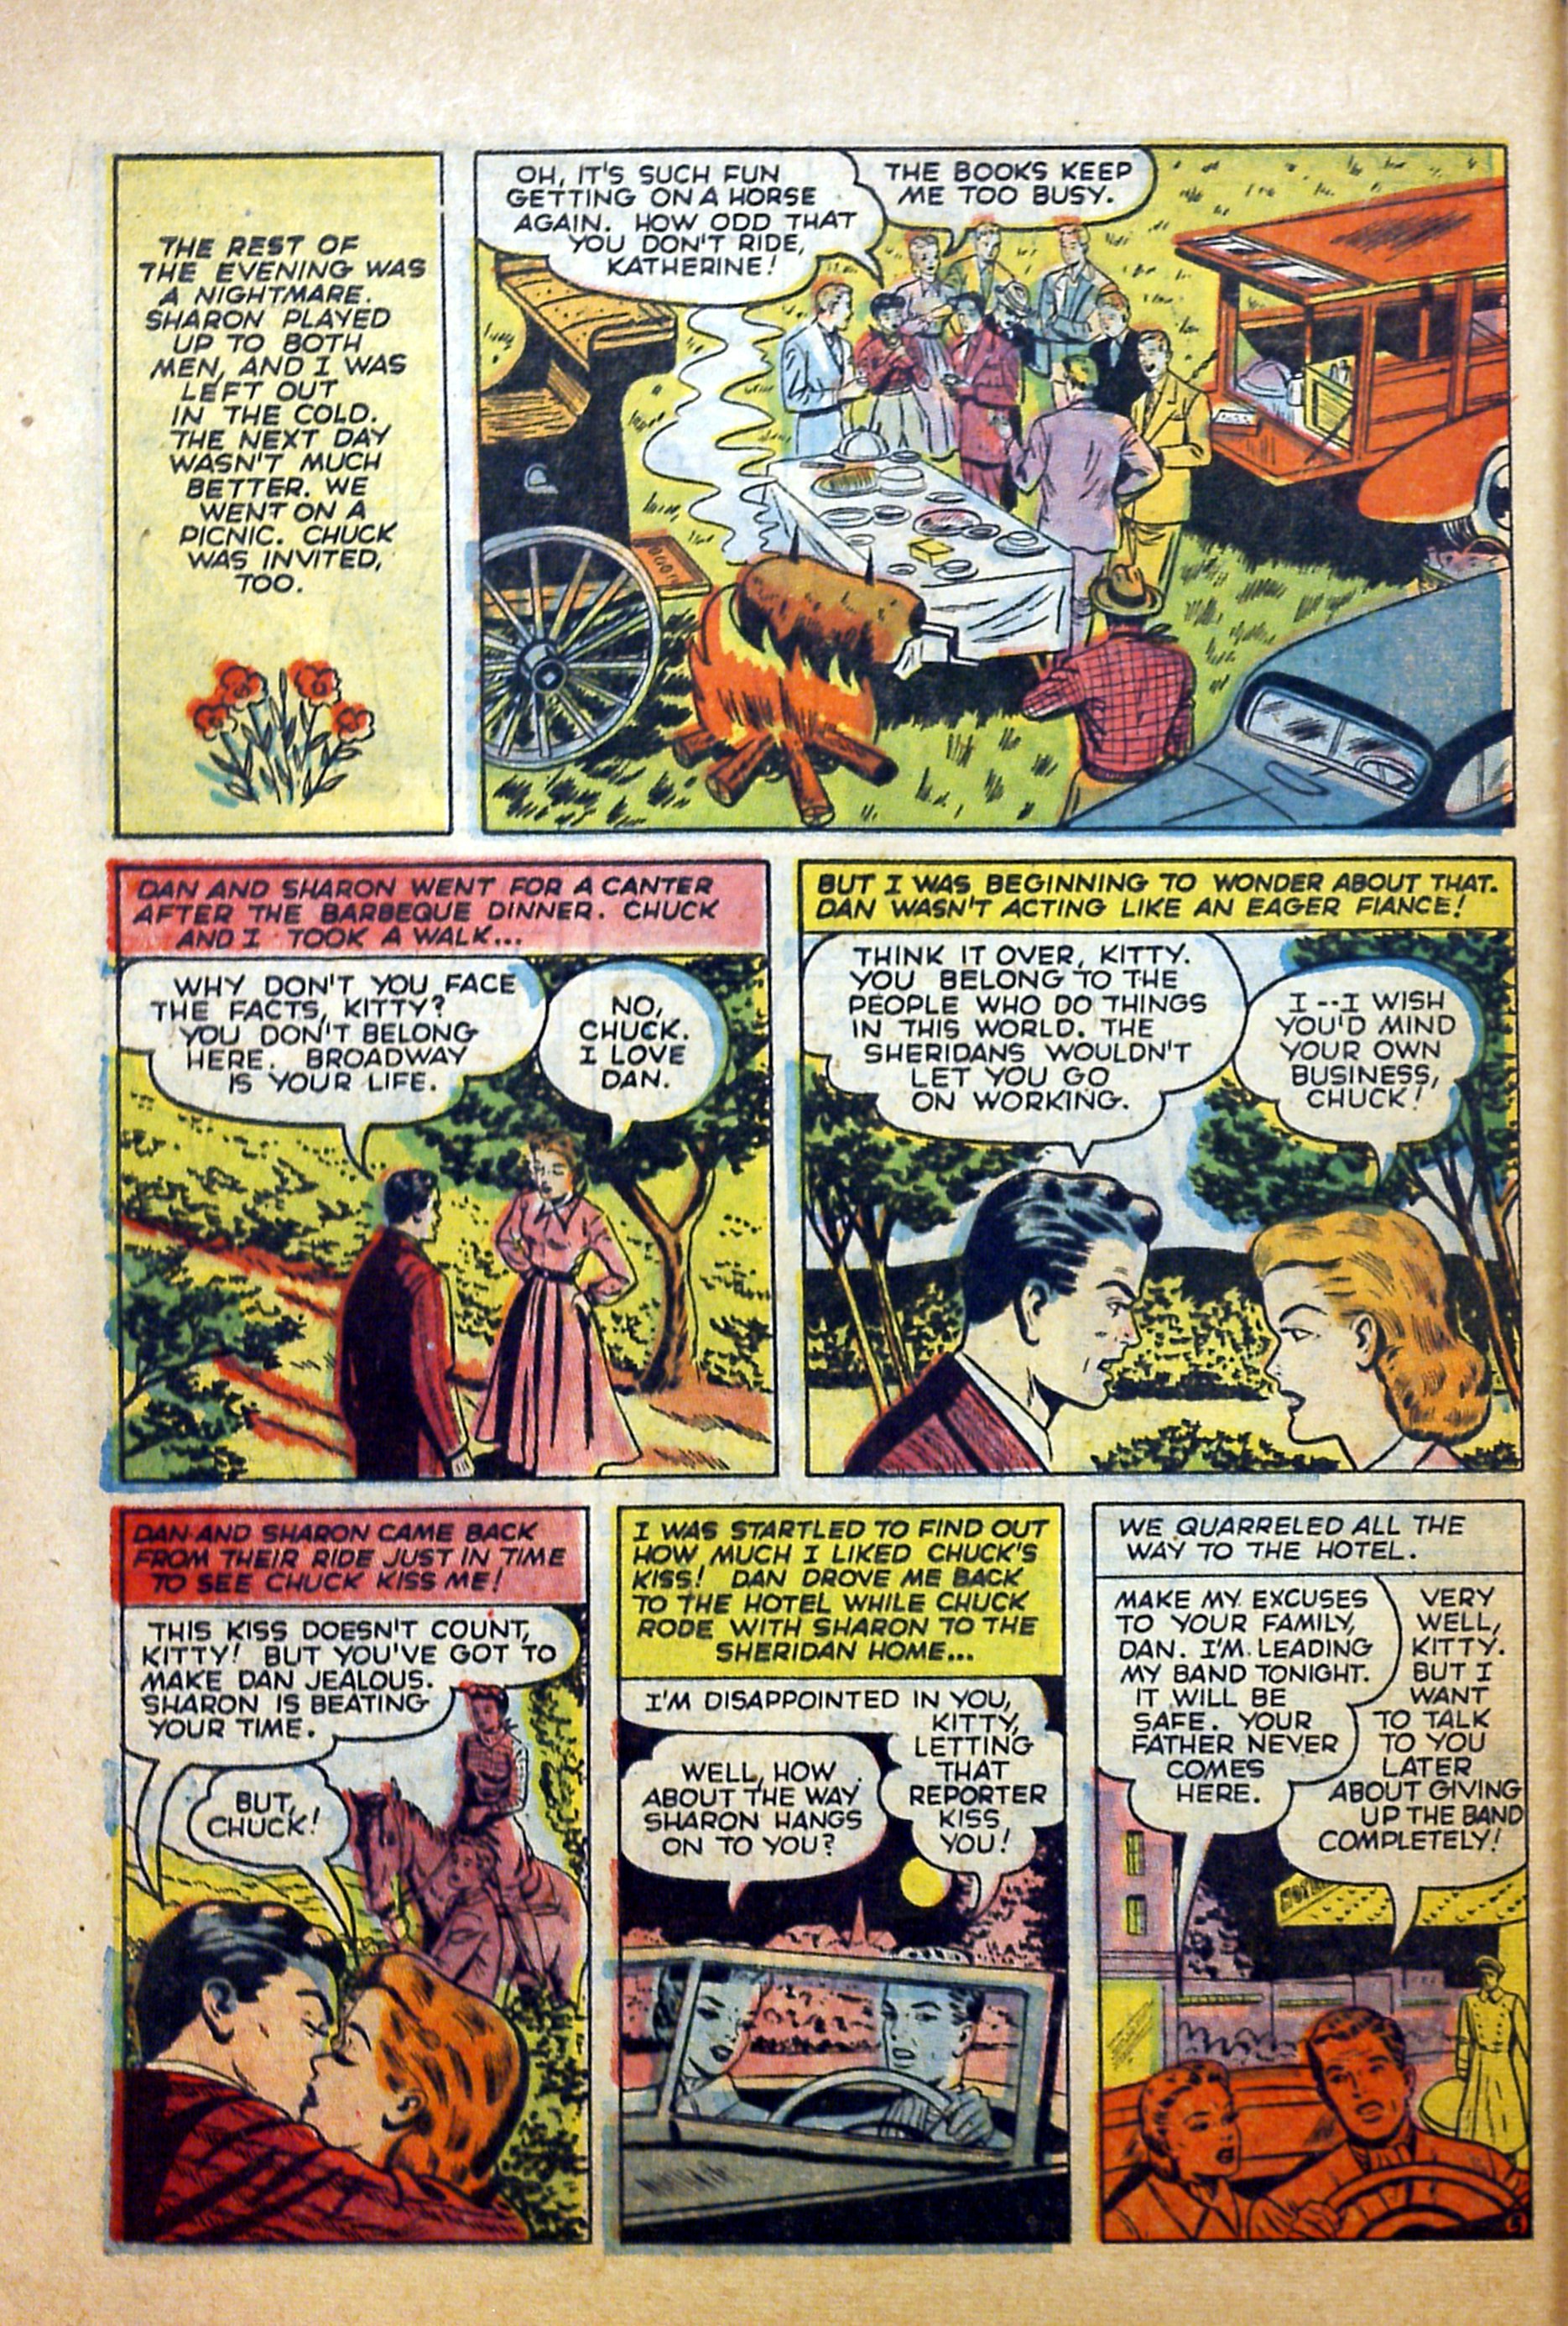 THE REST OF
THE EVENING WAS
A NIGHTMARE.
SHARON PLAYED
UP TO BOTH
MEN, AND I WAS
LEFT OUT
IN THE COLD.
THE NEXT DAY
WASN'T MUCH
BETTER. WE
WENT ON A
PICNIC. CHUCK
WAS INVITED,
TOO.
OH, IT'S SUCH FUN
GETTING ON A HORSE
AGAIN. HOW ODD THAT
YOU DON'T RIDE,
KATHERINE!
THE BOOKS KEEP
ME TOO BUSY.
DAN AND SHARON WENT FOR A CANTER
AFTER THE BARBEQUE DINNER. CHUCK
AND I TOOK A WALK...
WHY DON'T YOU FACE
THE FACTS, KITTY?
YOU DON'T BELONG
HERE. BROADWAY
IS YOUR LIFE.
NO,
CHUCK.
I LOVE
DAN.
BUT I WAS BEGINNING TO WONDER ABOUT THAT.
DAN WASN'T ACTING LIKE AN EAGER FIANCE!
THINK IT OVER, KITTY.
YOU BELONG TO THE
PEOPLE WHO DO THINGS
IN THIS WORLD. THE
SHERIDANS WOULDN'T
LET YOU GO
ON WORKING.
I--I WISH
YOU'D MIND
YOUR OWN
BUSINESS,
CHUCK!
DAN AND SHARON CAME BACK
FROM THEIR RIDE JUST IN TIME
TO SEE CHUCK KISS ME!
THIS KISS DOESN'T COUNT,
KITTY! BUT YOU'VE GOT TO
MAKE DAN JEALOUS.
SHARON IS BEATING
YOUR TIME.
BUT,
CHUCK!
I WAS STARTLED TO FIND OUT
HOW MUCH I LIKED CHUCK'S
KISS! DAN DROVE ME BACK
TO THE HOTEL WHILE CHUCK
RODE WITH SHARON TO THE
SHERIDAN HOME...
I'M DISAPPOINTED IN YOU,
KITTY,
LETTING
THAT
REPORTER
KISS
YOU!
WELL, HOW
ABOUT THE WAY
SHARON HANGS
ON TO YOU?
WE QUARRELED ALL THE
WAY TO THE HOTEL.
MAKE MY EXCUSES
TO YOUR FAMILY,
DAN. I'M LEADING
MY BAND TONIGHT.
IT WILL BE
SAFE. YOUR
FATHER NEVER
COMES
HERE.
VERY
WELL,
KITTY.
BUT I
WANT
TO TALK
TO YOU
LATER
ABOUT GIVING
UP THE BAND
COMPLETELY!